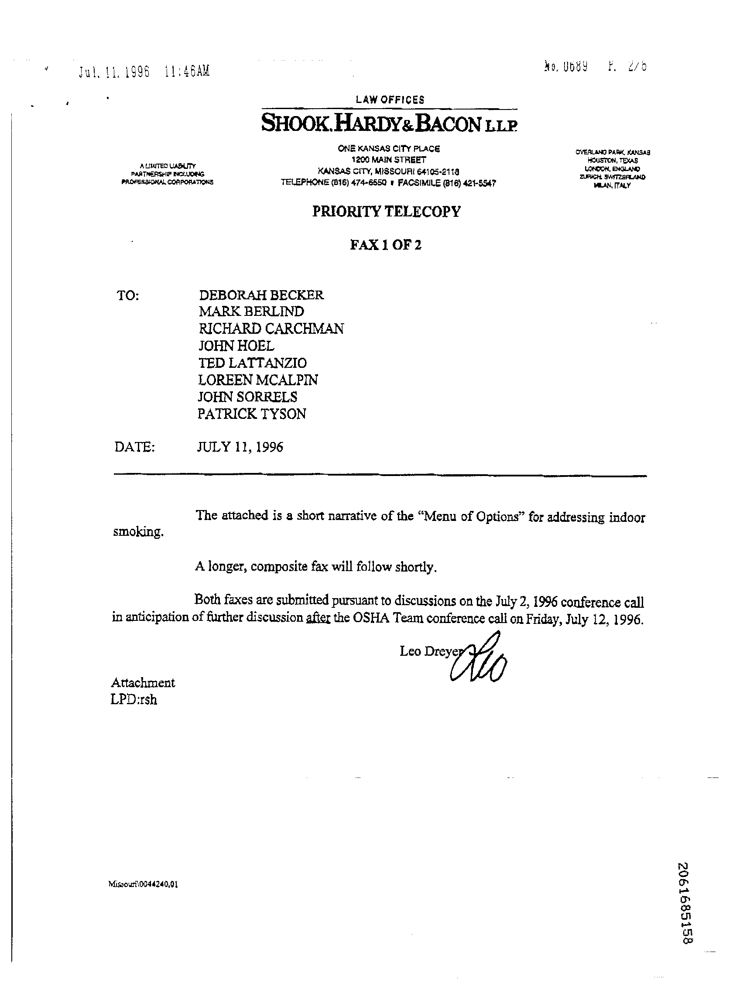 Jul. 11. 1996 11:46AM
No. 0689 P. 2/6
LAW OFFICES
SHOOK, HARDY & BACON L.L.P.
A LIMITED LIABILITY
PARTNERSHIP INCLUDING
PROFESSIONAL CORPORATIONS
ONE KANSAS CITY PLACE
1200 MAIN STREET
KANSAS CITY, MISSOURI 64105-2118
TELEPHONE (816) 474-6550 ▪ FACSIMILE (816) 421-5547
OVERLAND PARK, KANSAS
HOUSTON, TEXAS
LONDON, ENGLAND
ZURICH, SWITZERLAND
MILAN, ITALY
PRIORITY TELECOPY
FAX 1 OF 2
TO: DEBORAH BECKER
MARK BERLIND
RICHARD CARCHMAN
JOHN HOEL
TED LATTANZIO
LOREEN MCALPIN
JOHN SORRELS
PATRICK TYSON
DATE: JULY 11, 1996
The attached is a short narrative of the "Menu of Options" for addressing indoor
smoking.
A longer, composite fax will follow shortly.
Both faxes are submitted pursuant to discussions on the July 2, 1996 conference call
in anticipation of further discussion after the OSHA Team conference call on Friday, July 12, 1996.
Leo Dreyer Leo
Attachment
LPD:rsh
Missouri\0044240.01
2061685158